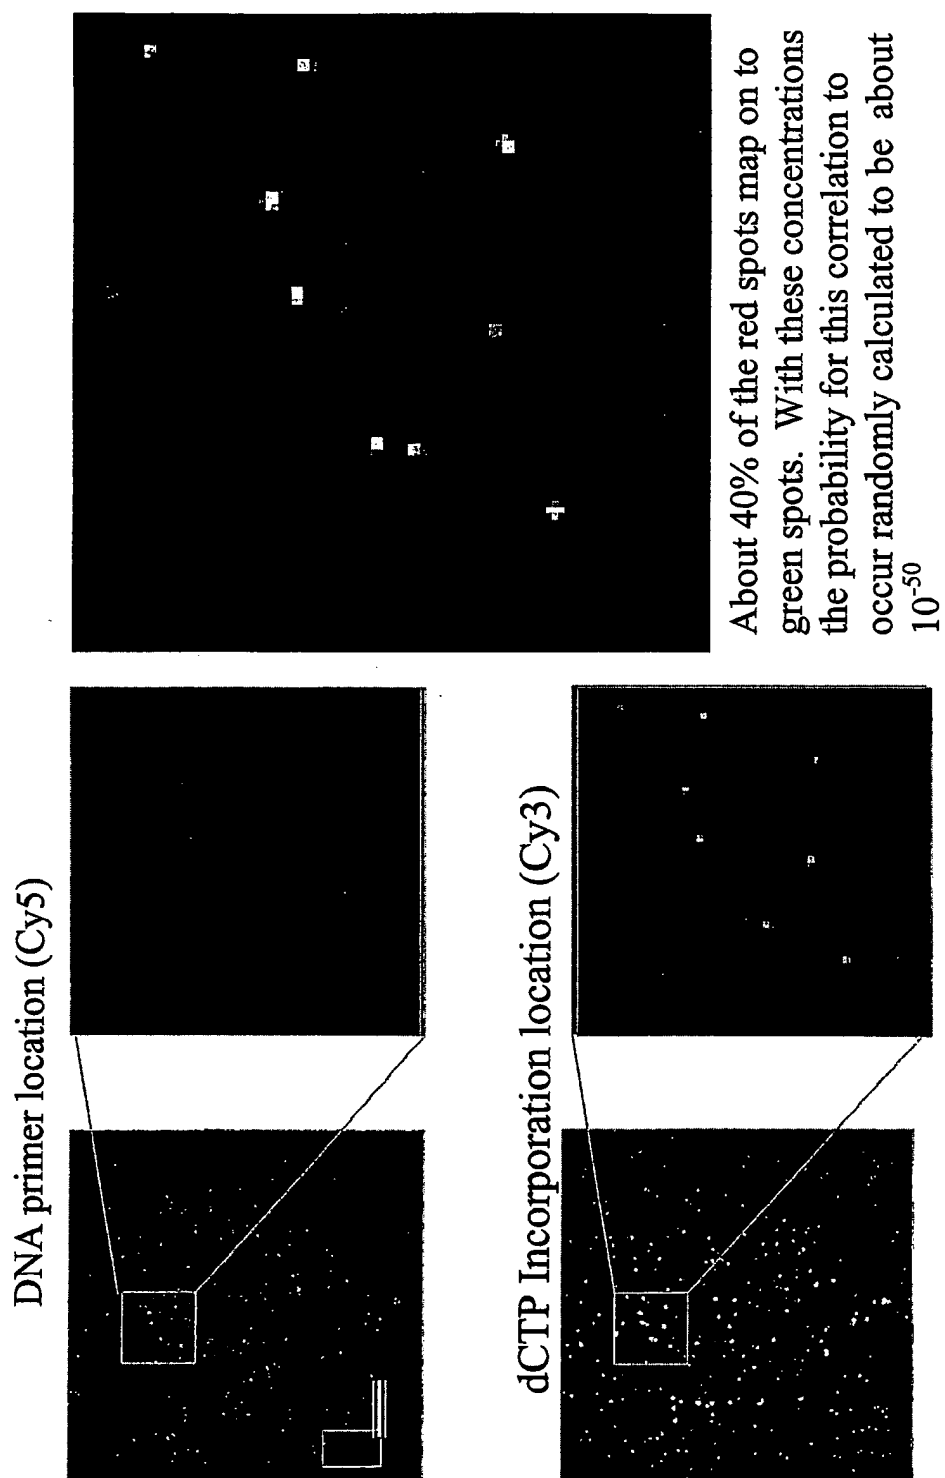 DNA primer location (Cy5)
dCTP Incorporation location (Cy3)
About 40% of the red spots map on to
green spots. With these concentrations
the probability for this correlation to
occur randomly calculated to be about
10⁻⁵⁰